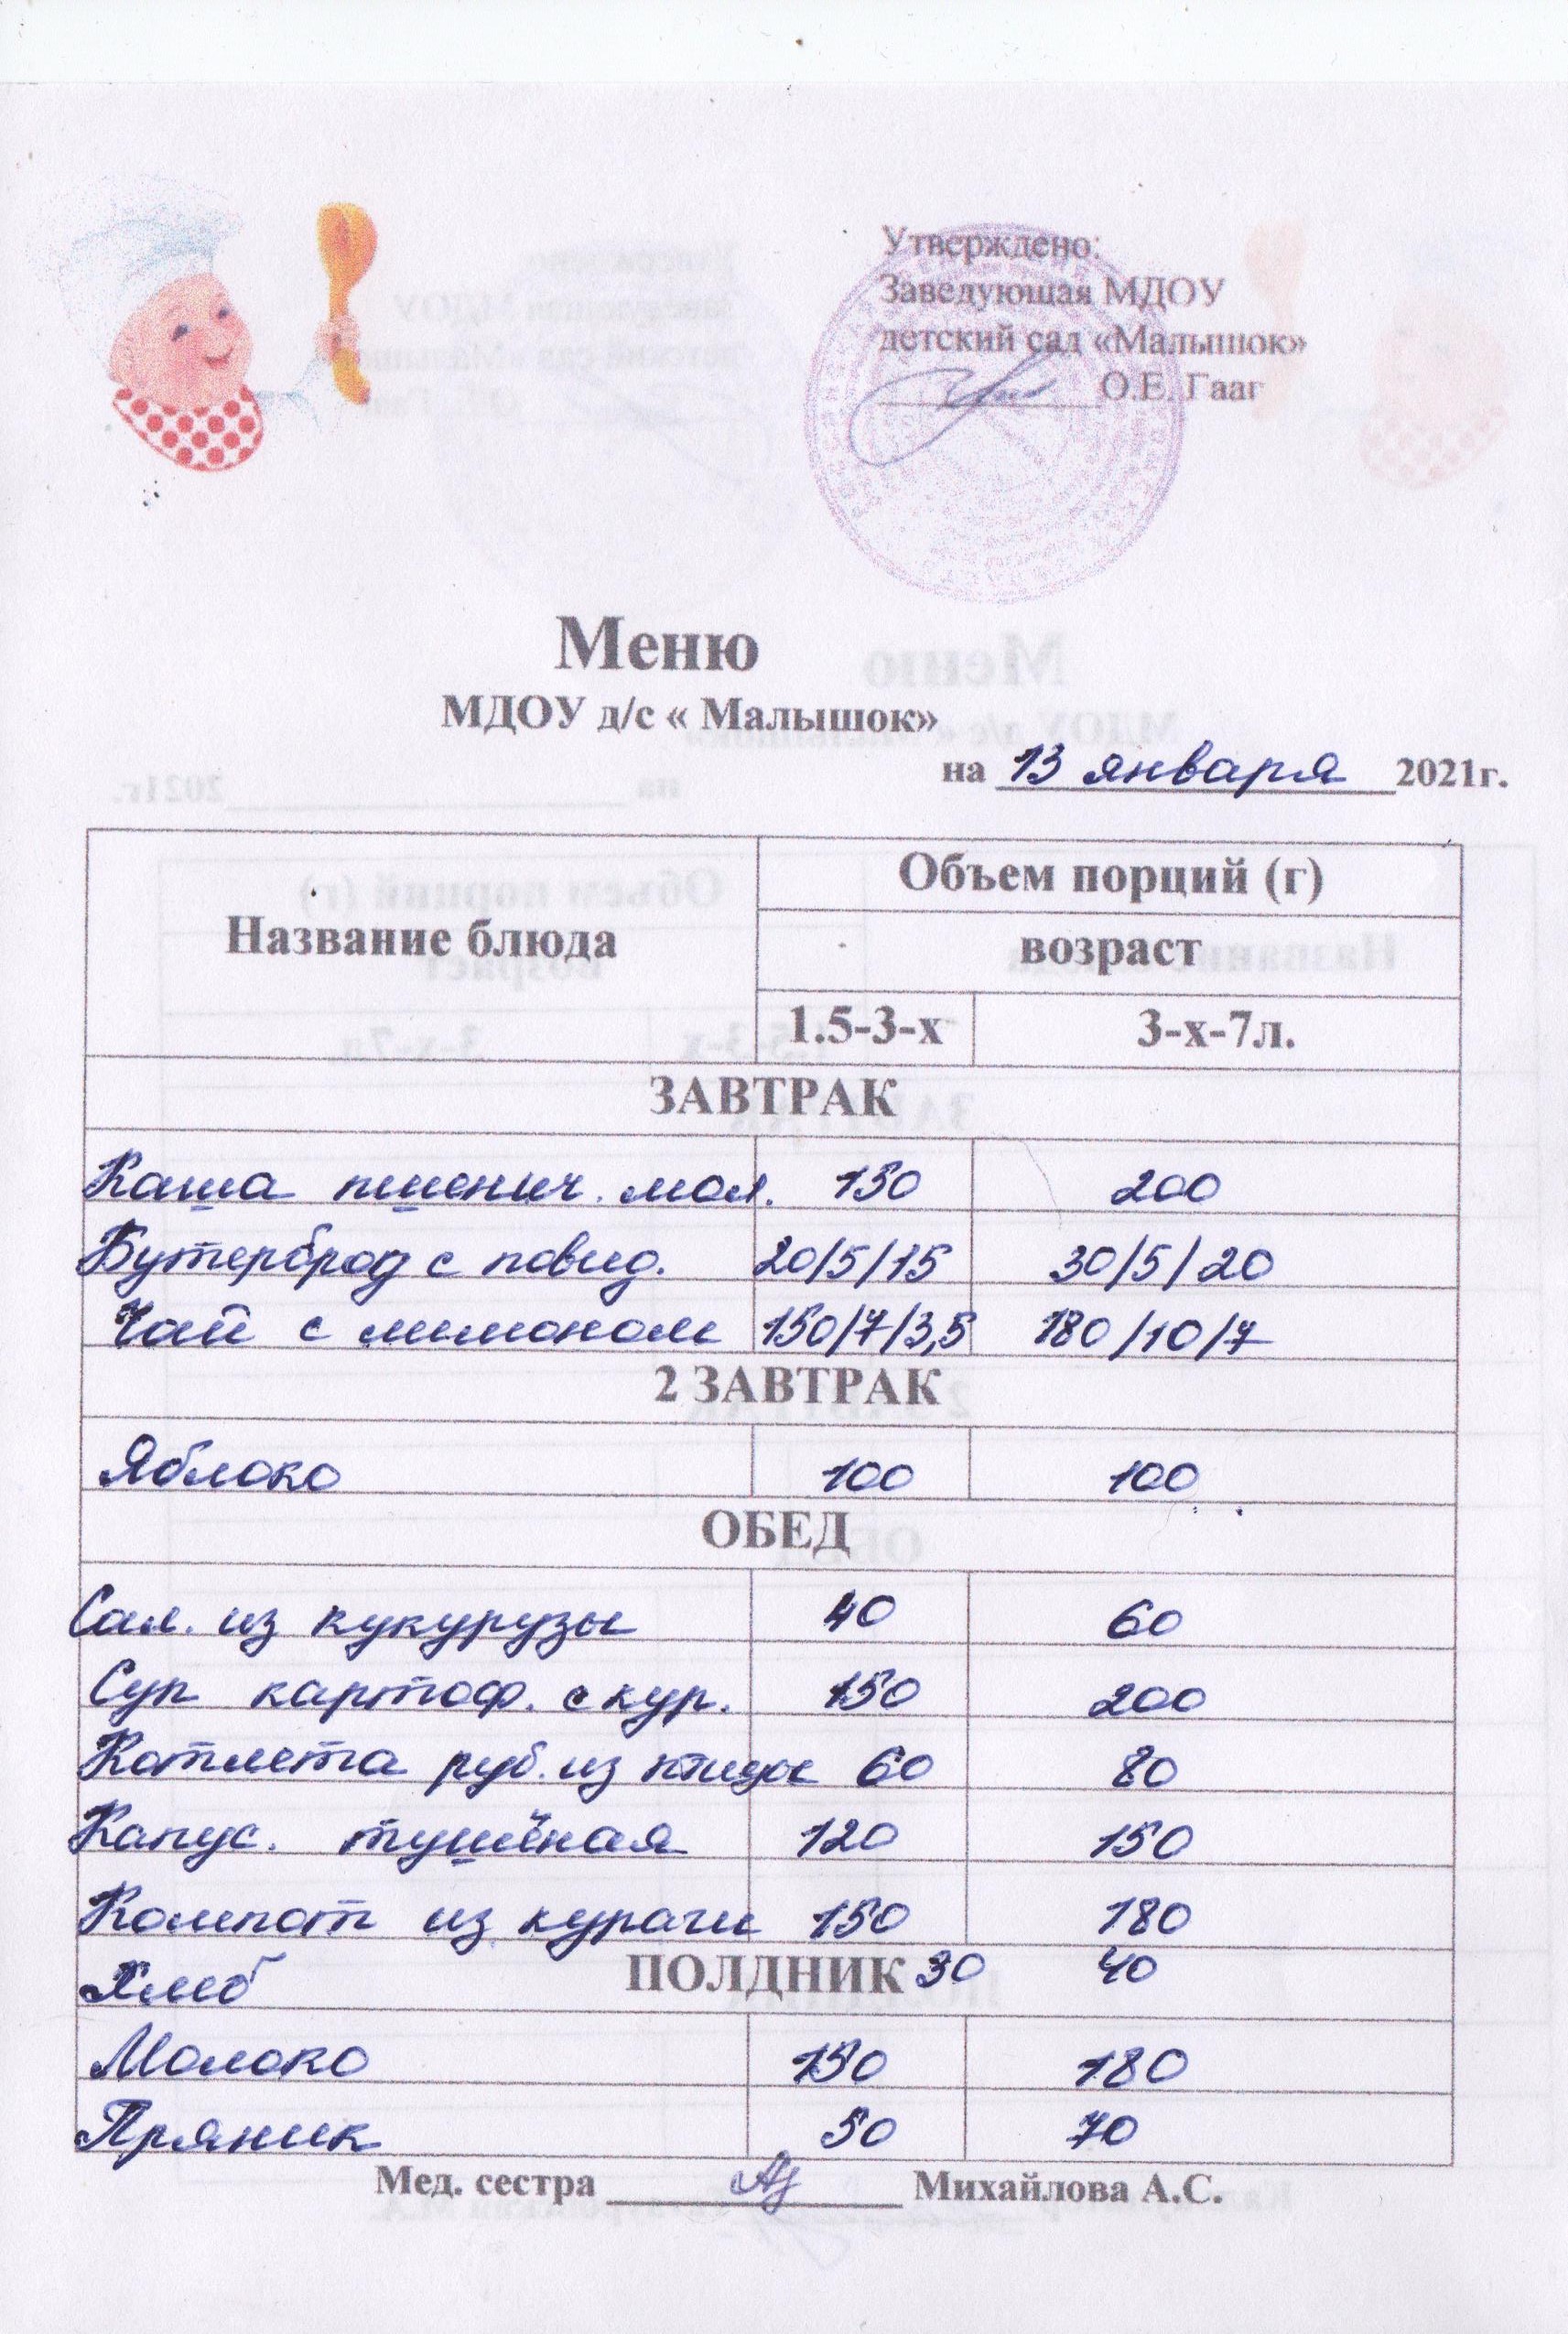 Утверждено:
Заведующая МДОУ
детский сад «Малышок»
О.Е. Гааг
Меню
МДОУ д/с « Малышок»
на 13 января 2021г.
Название блюда
Объем порций (г)
возраст
1.5-3-х 3-х-7л.
ЗАВТРАК
Каша пшенич. мол. 150 200
Бутерброд с повид. 20/5/15 30/5/20
Чай с лимоном 150/7/3,5 180/10/7
2 ЗАВТРАК
Яблоко 100 100
ОБЕД
Сал. из кукурузы 40 60
Суп картоф. с кур. 150 200
Котлета руб. из птицы 60 80
Капус. тушёная 120 150
Компот из кураги 150 180
Хлеб ПОЛДНИК 30 40
Молоко 150 180
Пряник 50 70
Мед. сестра Михайлова А.С.